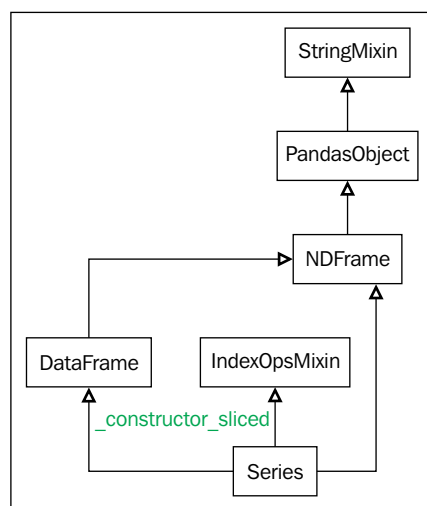 StringMixin
PandasObject
NDFrame
DataFrame
IndexOpsMixin
_constructor_sliced
Series